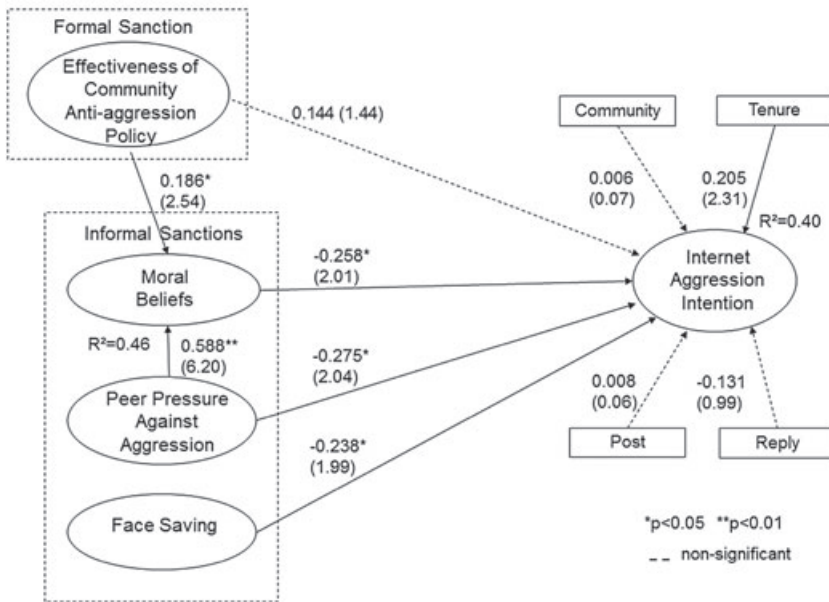 Formal Sanction
Effectiveness of
Community
Anti-aggression
Policy
0.144 (1.44)
Community
Tenure
0.186*
(2.54)
0.006
(0.07)
0.205
(2.31)
R²=0.40
Informal Sanctions
Moral
Beliefs
-0.258*
(2.01)
Internet
Aggression
Intention
R²=0.46
0.588**
(6.20)
-0.275*
(2.04)
Peer Pressure
Against
Aggression
0.008
(0.06)
-0.131
(0.99)
-0.238*
(1.99)
Post
Reply
Face Saving
*p<0.05 **p<0.01
-- non-significant